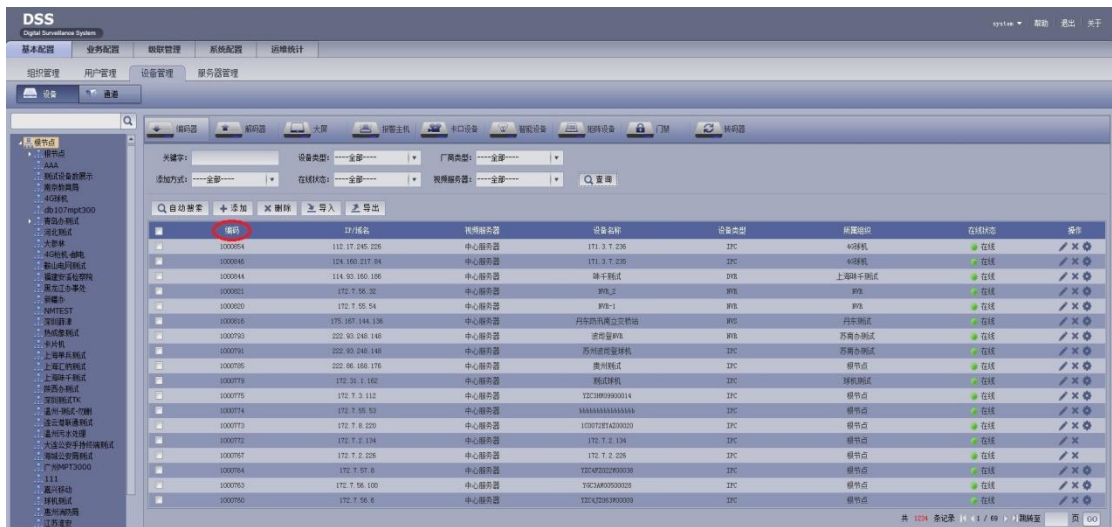 DSS
Digital Surveillance System
system 帮助 退出 关于
基本配置 业务配置 级联管理 系统配置 运维统计
组织管理 用户管理 设备管理 服务器管理
设备 通道
编码器 解码器 大屏 报警主机 卡口设备 智能设备 矩阵设备 门禁 转码器
根节点
根节点
AAA
测试设备数据示
南京教简局
4G球机
db107mpt300
青岛办测试
河北测试
大华林
4G枪机-邮电
鞍山电网测试
福建安溪检察院
黑龙江办事处
新疆办
NMTEST
深圳蔚津
热成像测试
卡片机
上海单兵测试
上海汇纳测试
上海味千测试
陕西办测试
深圳测试TK
温州-测试-勿删
连云港联通测试
温州污水处理
大连公安手持终端测试
海城公安局测试
广州MPT3000
111
嘉兴移动
球机测试
惠州消防局
江苏淮安
关键字: 设备类型: ----全部---- 厂商类型: ----全部----
添加方式: ----全部---- 在线状态: ----全部---- 视频服务器: ----全部---- 查询
自动搜索 添加 删除 导入 导出
编码 IP/域名 视频服务器 设备名称 设备类型 所属组织 在线状态 操作
1000854 112.17.245.226 中心服务器 171.3.7.236 IPC 4G球机 在线
1000846 124.160.217.84 中心服务器 171.3.7.235 IPC 4G球机 在线
1000844 114.93.160.186 中心服务器 味千测试 DVR 上海味千测试 在线
1000821 172.7.56.32 中心服务器 NVR_2 NVR NVR 在线
1000820 172.7.55.54 中心服务器 NVR-1 NVR NVR 在线
1000816 175.167.144.136 中心服务器 丹东防汛南立交桥站 NVS 丹东测试 在线
1000793 222.93.248.148 中心服务器 波司登NVR NVR 苏南办测试 在线
1000791 222.93.248.148 中心服务器 苏州波司登球机 IPC 苏南办测试 在线
1000785 222.86.168.176 中心服务器 贵州测试 IPC 根节点 在线
1000779 172.31.1.162 中心服务器 测试球机 IPC 球机测试 在线
1000775 172.7.3.112 中心服务器 YZC3HW09900014 IPC 根节点 在线
1000774 172.7.55.53 中心服务器 IPC 根节点 在线
1000773 172.7.8.220 中心服务器 1C0072EYAZ00020 IPC 根节点 在线
1000772 172.7.2.134 中心服务器 172.7.2.134 IPC 根节点 在线
1000767 172.7.2.226 中心服务器 172.7.2.226 IPC 根节点 在线
1000764 172.7.57.8 中心服务器 YZC4FZ022W00038 IPC 根节点 在线
1000763 172.7.56.100 中心服务器 YGC3AW00500026 IPC 根节点 在线
1000760 172.7.56.6 中心服务器 YZC4JZ053W00009 IPC 根节点 在线
共 1234 条记录 1 / 69 跳转至 页 GO